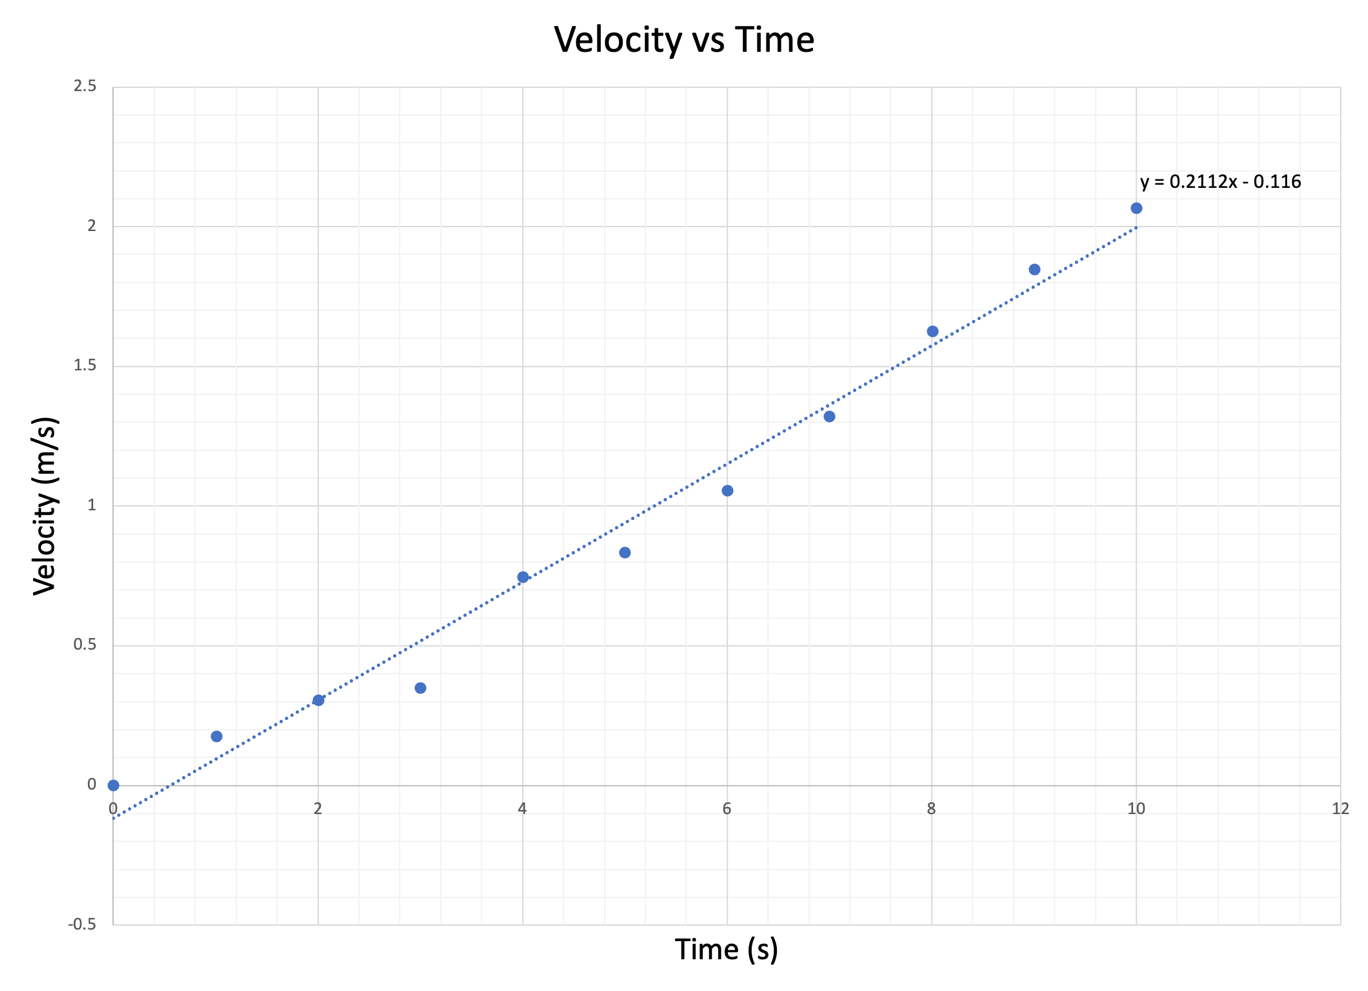 Velocity vs Time
2.5
y = 0.2112x - 0.116
2
1.5
1
0.5
0
0 2 4 6 8 10 12
-0.5
Velocity (m/s)
Time (s)